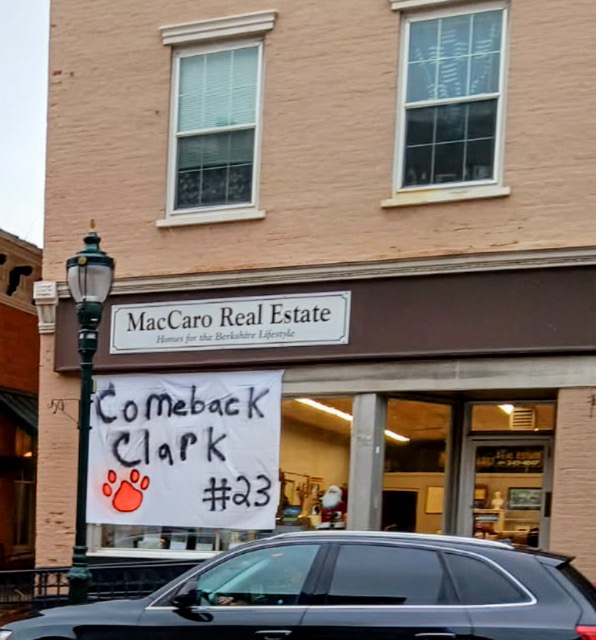 MacCaro Real Estate
Homes for the Berkshire Lifestyle
Comeback
Clark
#23